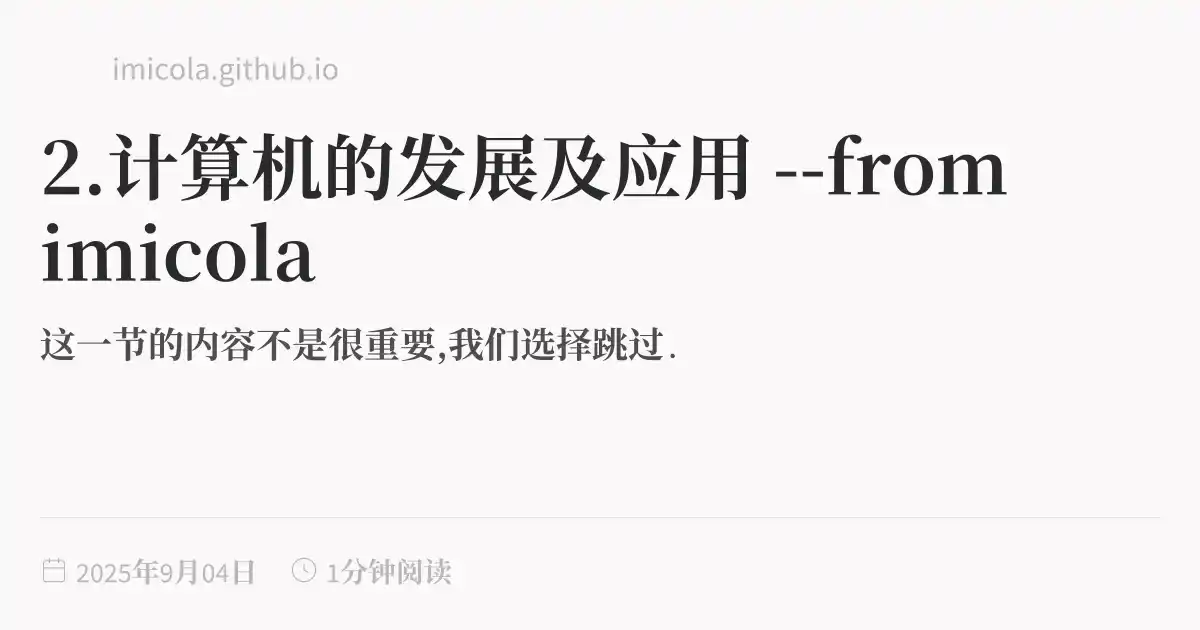 imicola.github.io
2.计算机的发展及应用 --from
imicola
这一节的内容不是很重要,我们选择跳过.
2025年9月04日 1分钟阅读